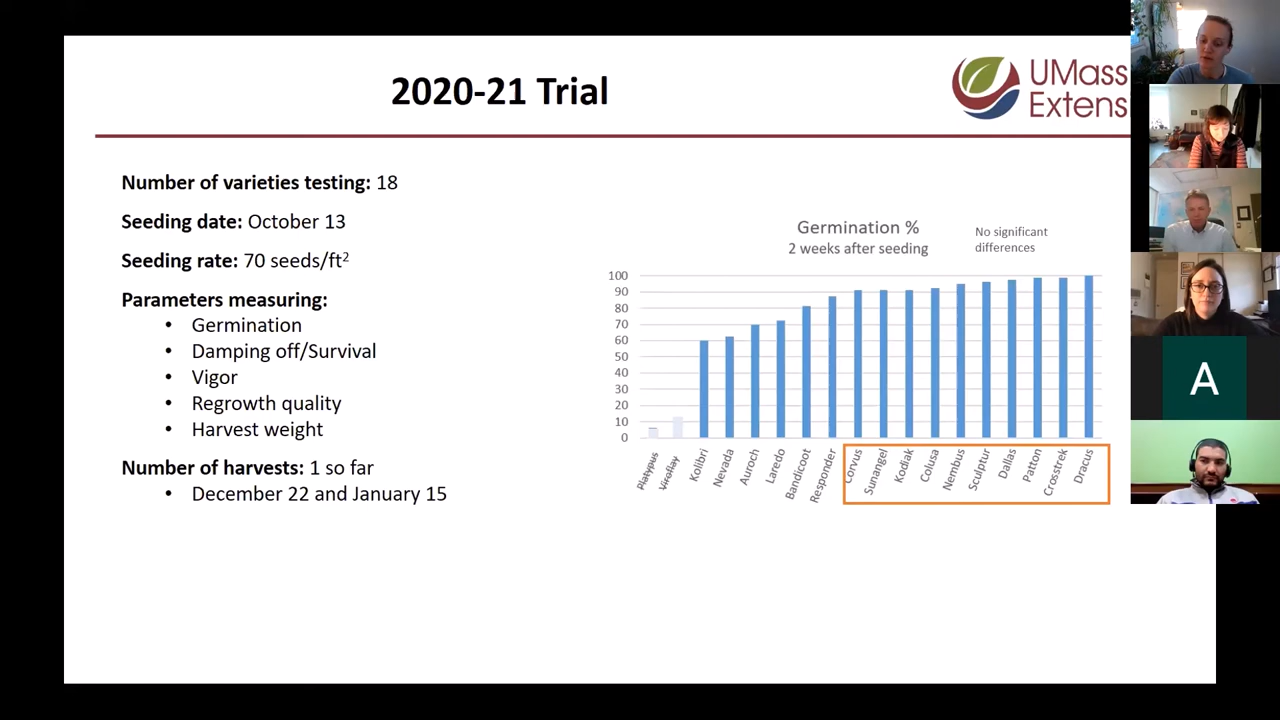 2020-21 Trial
UMass
Extens
Number of varieties testing: 18
Seeding date: October 13
Seeding rate: 70 seeds/ft²
Parameters measuring:
• Germination
• Damping off/Survival
• Vigor
• Regrowth quality
• Harvest weight
Number of harvests: 1 so far
• December 22 and January 15
Germination %
2 weeks after seeding
No significant
differences
100
90
80
70
60
50
40
30
20
10
0
Platypus
Viroflay
Kolibri
Nevada
Auroch
Laredo
Bandicoot
Responder
Corvus
Sunangel
Kodiak
Colusa
Nembus
Sculptur
Dallas
Patton
Crosstrek
Dracus
A